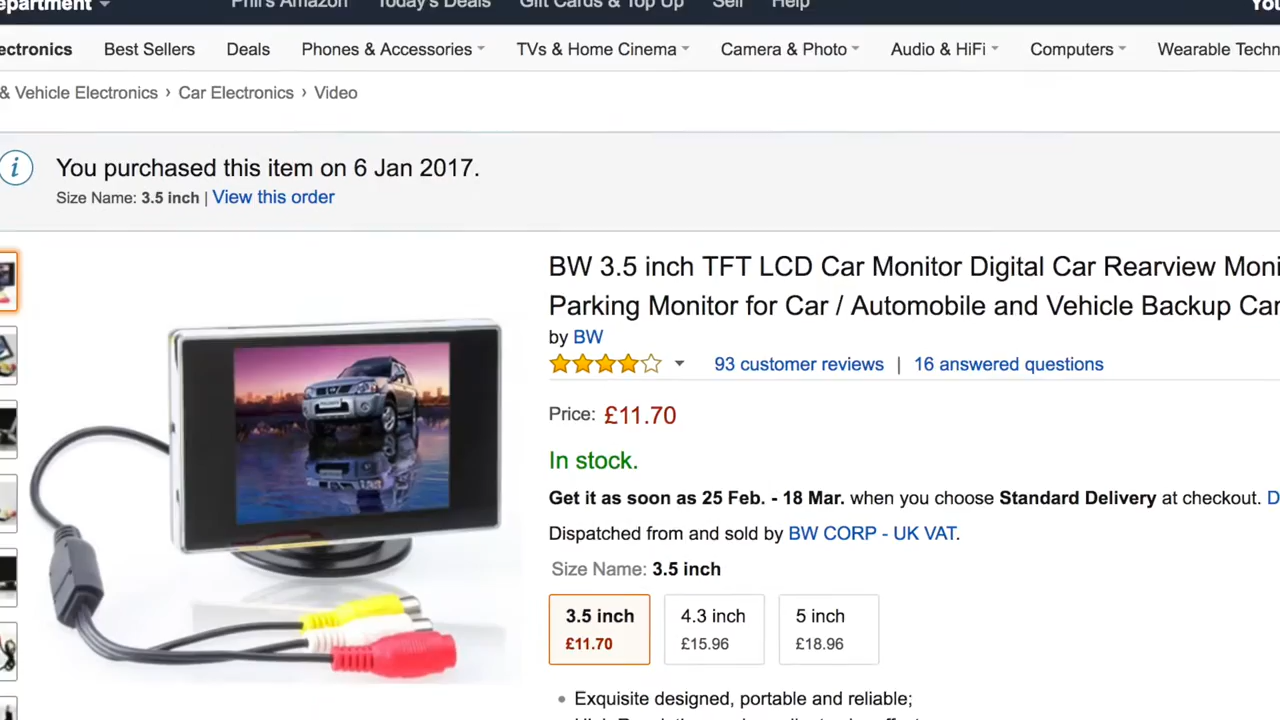 Phil's Amazon Today's Deals Gift Cards & Top Up Sell Help
Best Sellers Deals Phones & Accessories TVs & Home Cinema Camera & Photo Audio & HiFi Computers Wearable
& Vehicle Electronics › Car Electronics › Video
You purchased this item on 6 Jan 2017.
Size Name: 3.5 inch | View this order
BW 3.5 inch TFT LCD Car Monitor Digital Car Rearview
Parking Monitor for Car / Automobile and Vehicle Backup
by BW
93 customer reviews | 16 answered questions
Price: £11.70
In stock.
Get it as soon as 25 Feb. - 18 Mar. when you choose Standard Delivery at checkout.
Dispatched from and sold by BW CORP - UK VAT.
Size Name: 3.5 inch
3.5 inch 4.3 inch 5 inch
£11.70 £15.96 £18.96
• Exquisite designed, portable and reliable;